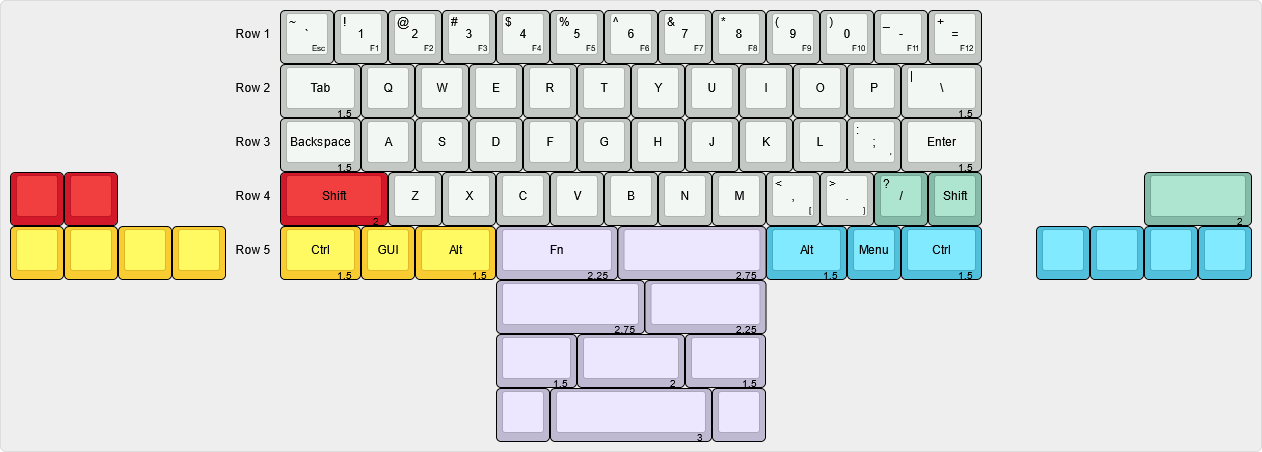 Row 1 ~ ` Esc ! 1 F1 @ 2 F2 # 3 F3 $ 4 F4 % 5 F5 ^ 6 F6 & 7 F7 * 8 F8 ( 9 F9 ) 0 F10 _ - F11 + = F12
Row 2 Tab 1.5 Q W E R T Y U I O P | \ 1.5
Row 3 Backspace 1.5 A S D F G H J K L : ; ' Enter 1.5
Row 4 Shift 2 Z X C V B N M < , [ > . ] ? / Shift 2
Row 5 Ctrl 1.5 GUI Alt 1.5 Fn 2.25 2.75 Alt 1.5 Menu Ctrl 1.5
2.75 2.25
1.5 2 1.5
3